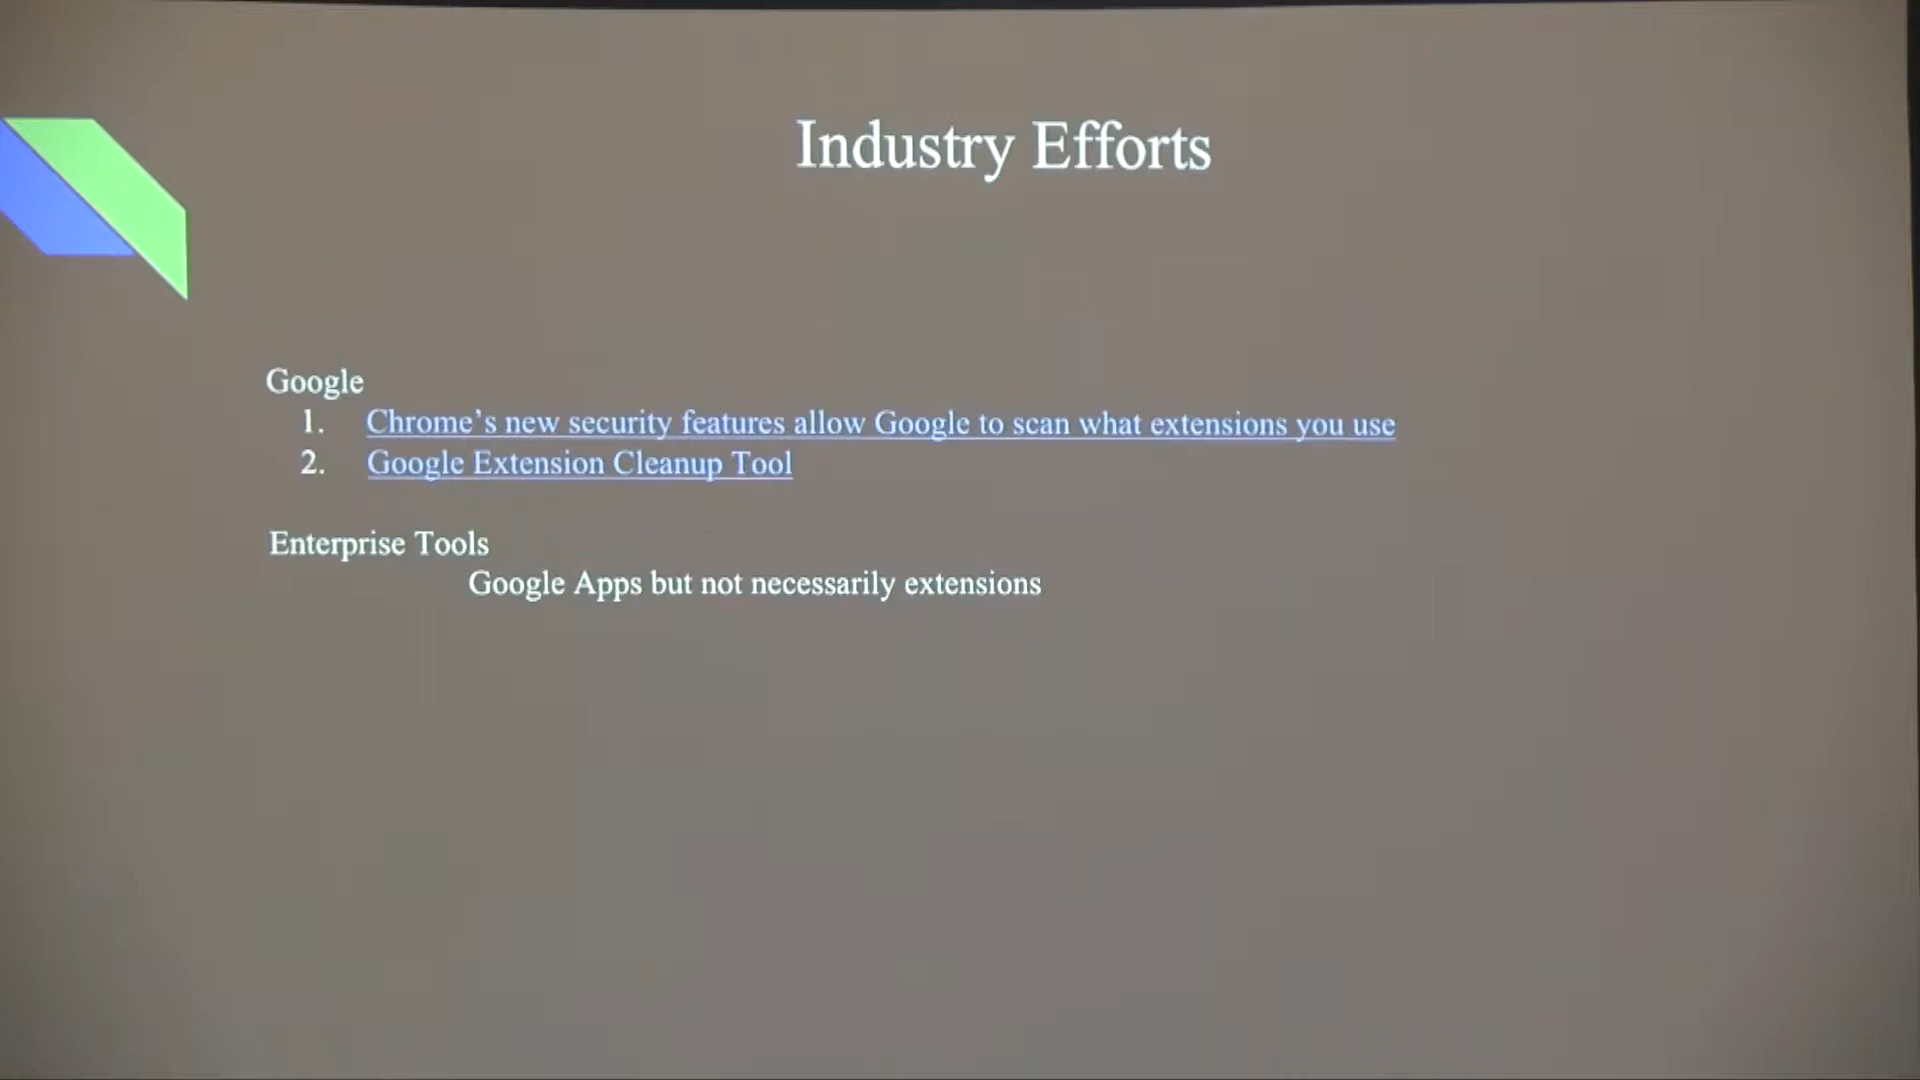 Industry Efforts
Google
1. Chrome’s new security features allow Google to scan what extensions you use
2. Google Extension Cleanup Tool
Enterprise Tools
Google Apps but not necessarily extensions